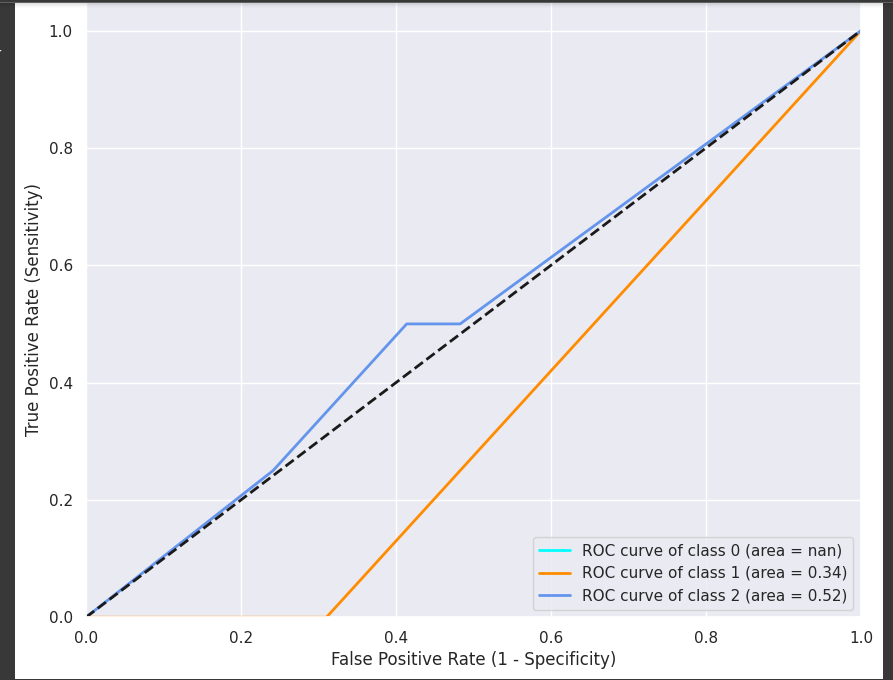 1.0
0.8
0.6
0.4
0.2
0.0
True Positive Rate (Sensitivity)
ROC curve of class 0 (area = nan)
ROC curve of class 1 (area = 0.34)
ROC curve of class 2 (area = 0.52)
0.0 0.2 0.4 0.6 0.8 1.0
False Positive Rate (1 - Specificity)